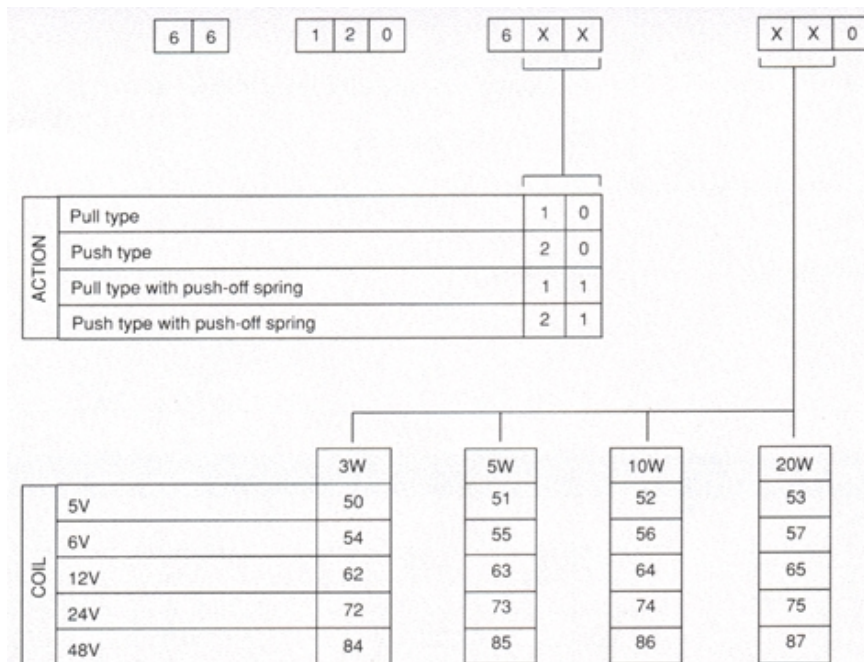 6 6 1 2 0 6 X X X X 0
ACTION
Pull type 1 0
Push type 2 0
Pull type with push-off spring 1 1
Push type with push-off spring 2 1
3W 5W 10W 20W
COIL
5V 50 51 52 53
6V 54 55 56 57
12V 62 63 64 65
24V 72 73 74 75
48V 84 85 86 87